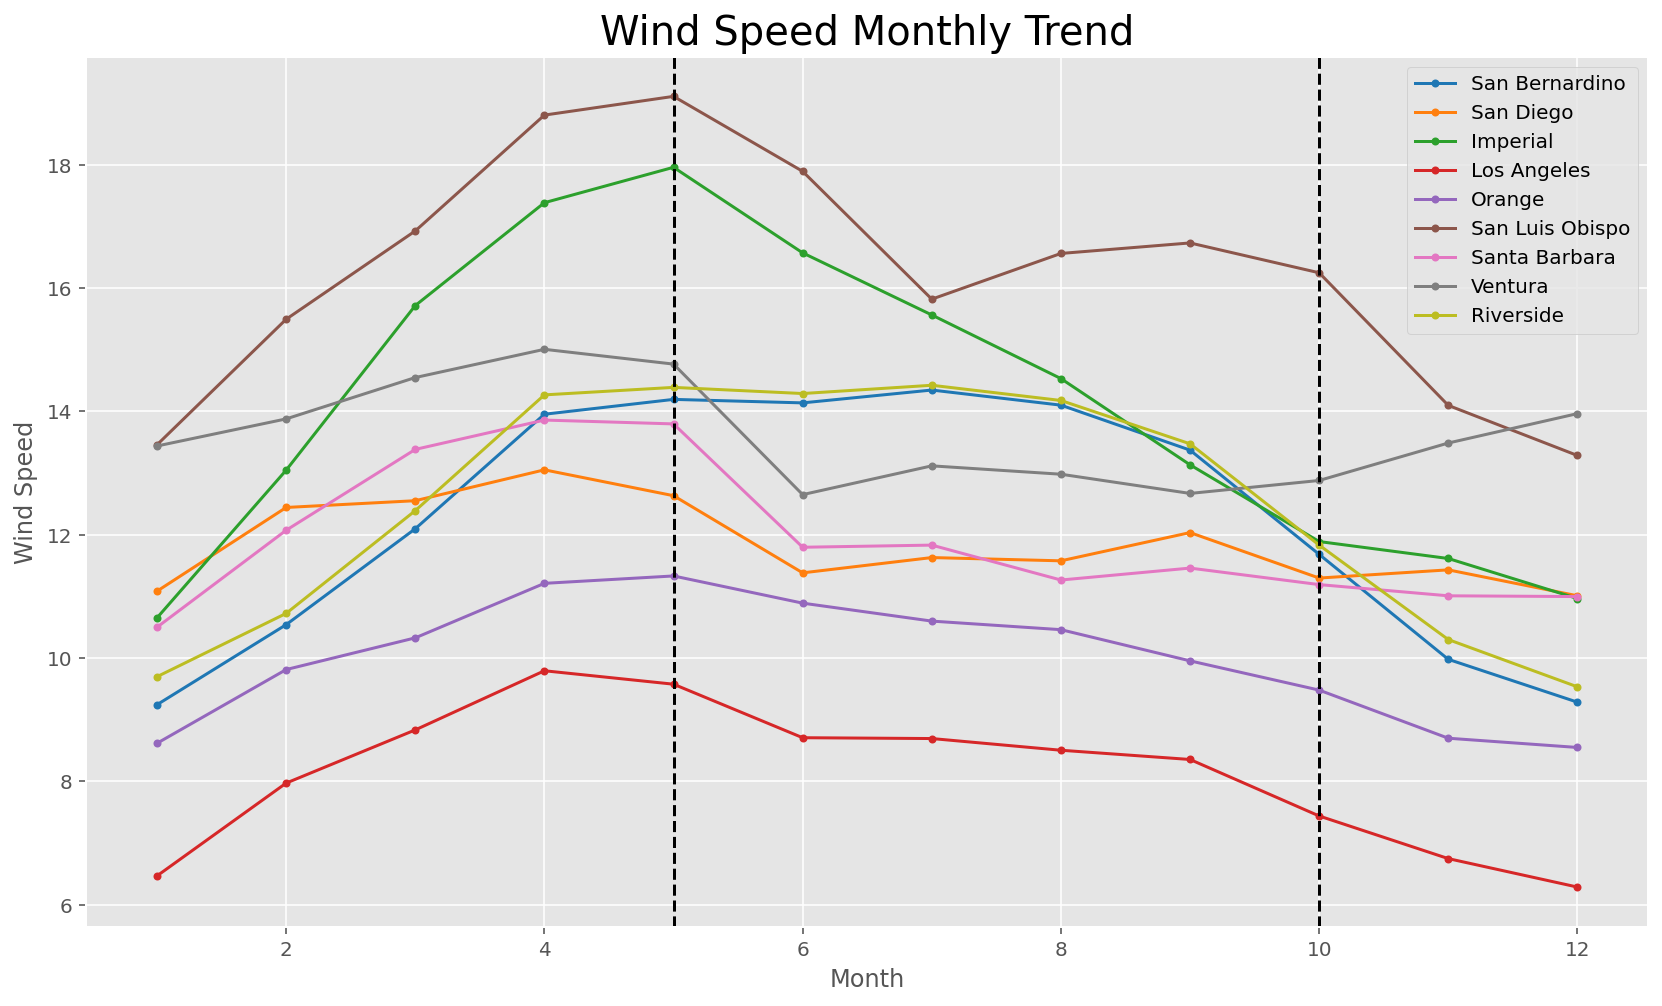 Wind Speed Monthly Trend
San Bernardino
San Diego
Imperial
Los Angeles
Orange
San Luis Obispo
Santa Barbara
Ventura
Riverside
18
16
14
12
10
8
6
Wind Speed
2 4 6 8 10 12
Month